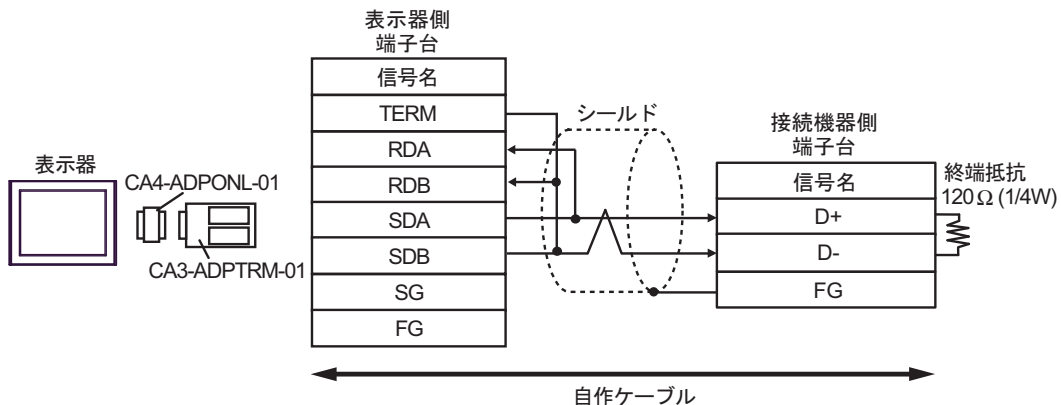 表示器
CA4-ADPONL-01
CA3-ADPTRM-01
表示器側
端子台
信号名
TERM
RDA
RDB
SDA
SDB
SG
FG
シールド
接続機器側
端子台
信号名
D+
D-
FG
終端抵抗
120Ω (1/4W)
自作ケーブル